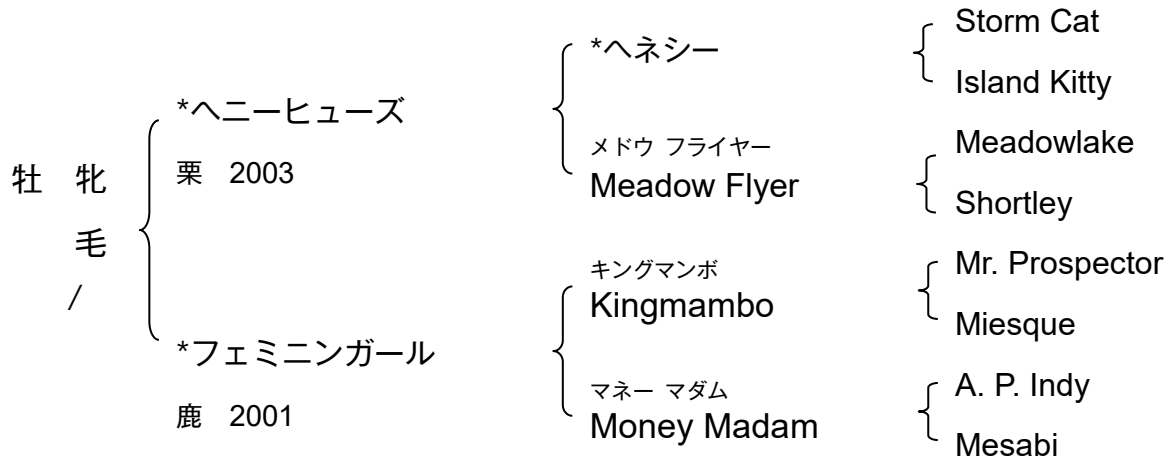 牡 牝
毛
/
*ヘニーヒューズ
栗 2003
*フェミニンガール
鹿 2001
*ヘネシー
メドウ フライヤー
Meadow Flyer
キングマンボ
Kingmambo
マネー マダム
Money Madam
Storm Cat
Island Kitty
Meadowlake
Shortley
Mr. Prospector
Miesque
A. P. Indy
Mesabi